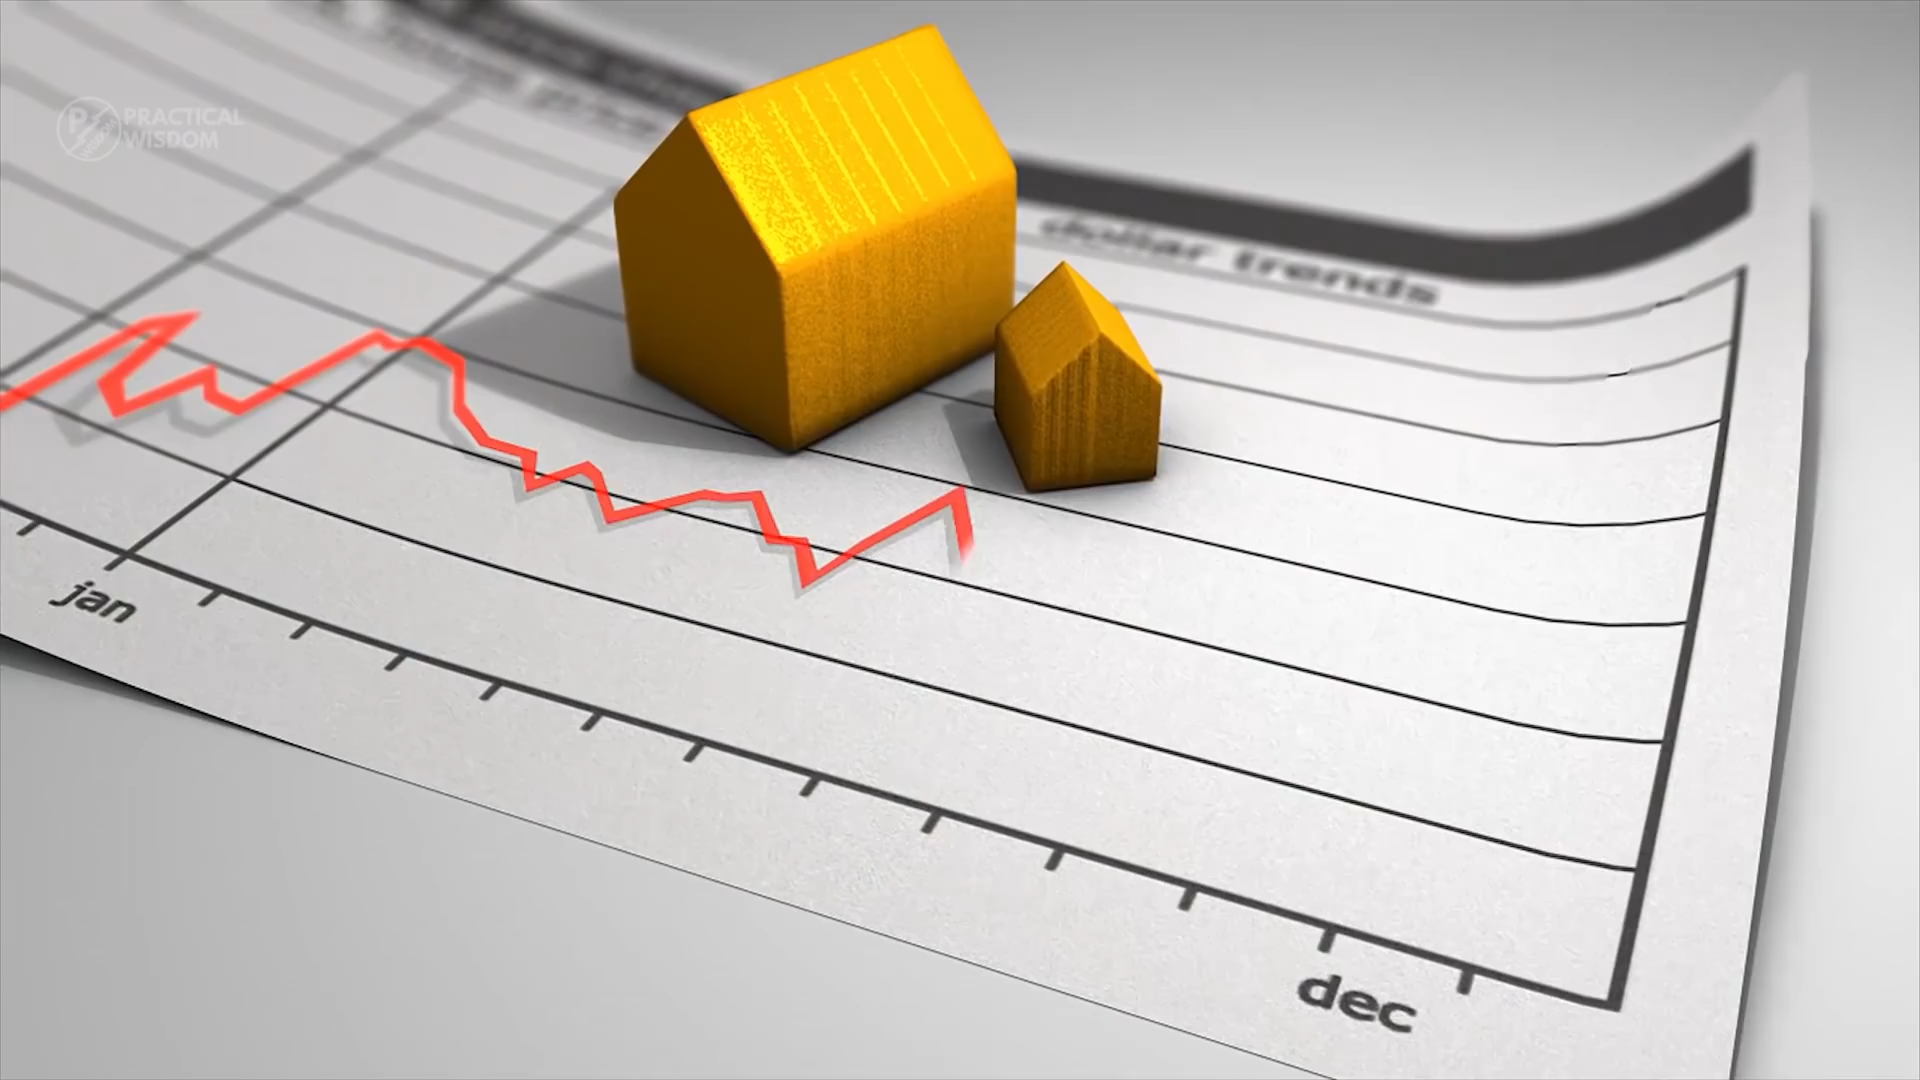 PRACTICAL
WISDOM
dollar trends
jan
dec